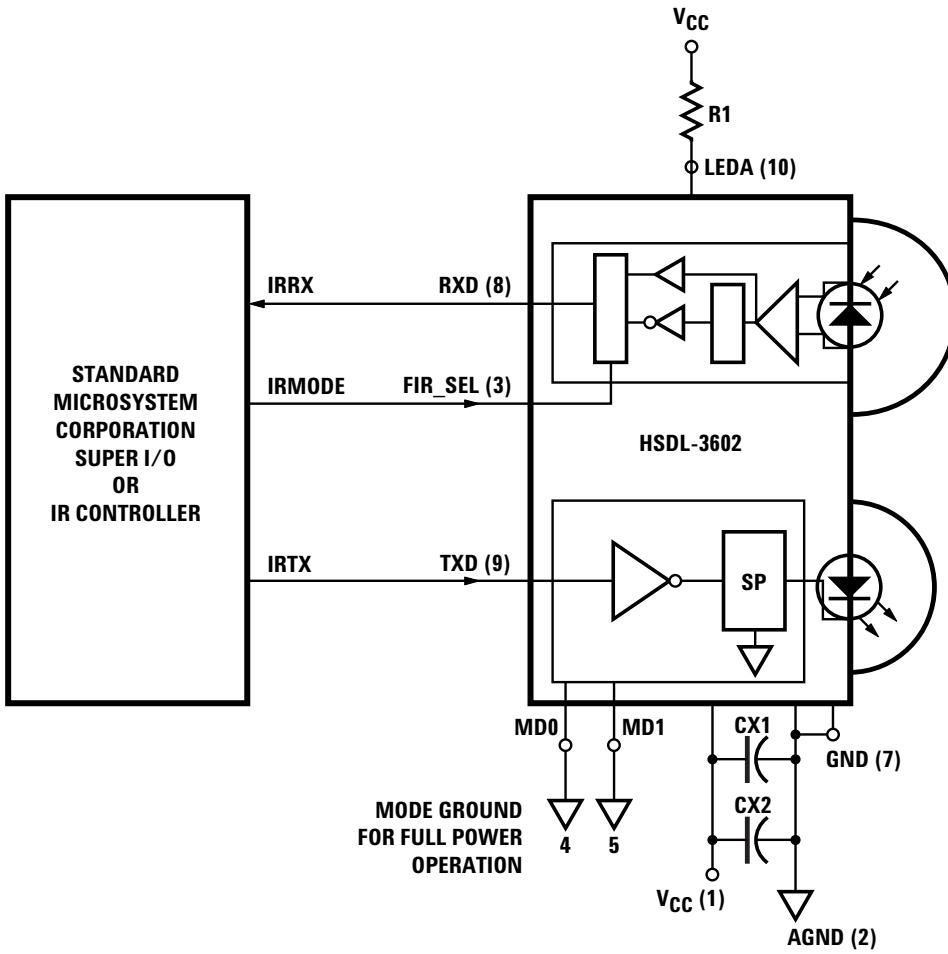 VCC
R1
LEDA (10)
IRRX
RXD (8)
STANDARD
MICROSYSTEM
CORPORATION
SUPER I/O
OR
IR CONTROLLER
IRMODE
FIR_SEL (3)
HSDL-3602
IRTX
TXD (9)
SP
MD0
MD1
CX1
GND (7)
MODE GROUND
FOR FULL POWER
OPERATION
4
5
CX2
VCC (1)
AGND (2)